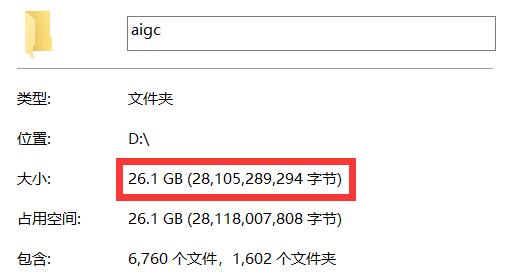 aigc
类型: 文件夹
位置: D:\
大小: 26.1 GB (28,105,289,294 字节)
占用空间: 26.1 GB (28,118,007,808 字节)
包含: 6,760 个文件，1,602 个文件夹